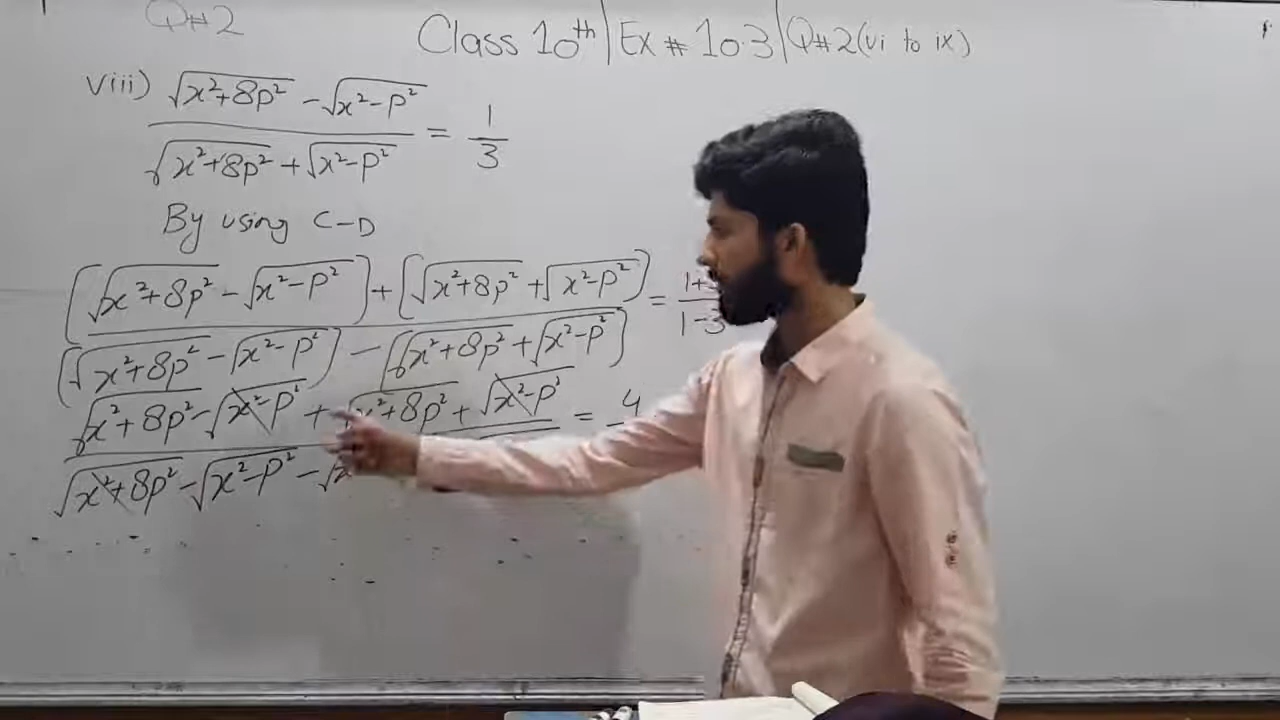 Q#2
Class 10th | Ex # 10.3 | Q#2(vi to ix)
viii) (√(x²+8p²) - √(x²-p²)) / (√(x²+8p²) + √(x²-p²)) = 1/3
By using C-D
[√(x²+8p²) - √(x²-p²)] + [√(x²+8p²) + √(x²-p²)] = 1+
(√(x²+8p²) - √(x²-p²)) - (√(x²+8p²) + √(x²-p²)) 1-3
√(x²+8p²) - √(x²-p²) + √(x²+8p²) + √(x²-p²) = 4
√(x²+8p²) - √(x²-p²) - √x